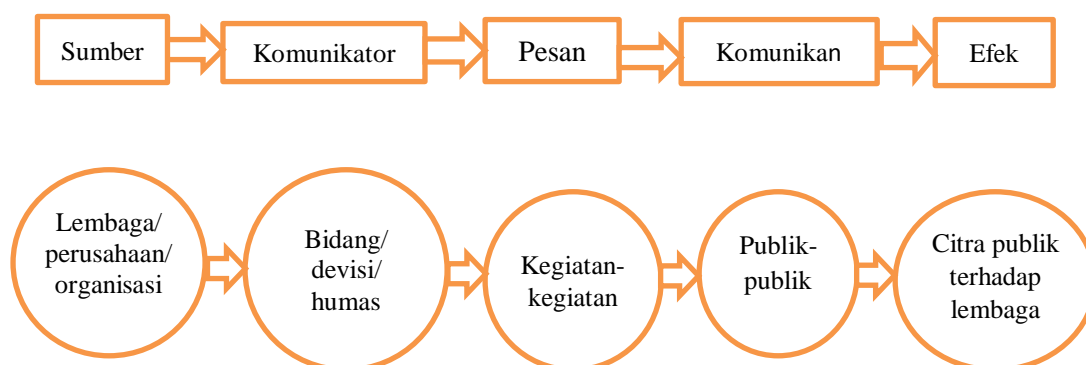 Sumber
Komunikator
Pesan
Komunikan
Efek
Lembaga/
perusahaan/
organisasi
Bidang/
devisi/
humas
Kegiatan-
kegiatan
Publik-
publik
Citra publik
terhadap
lembaga